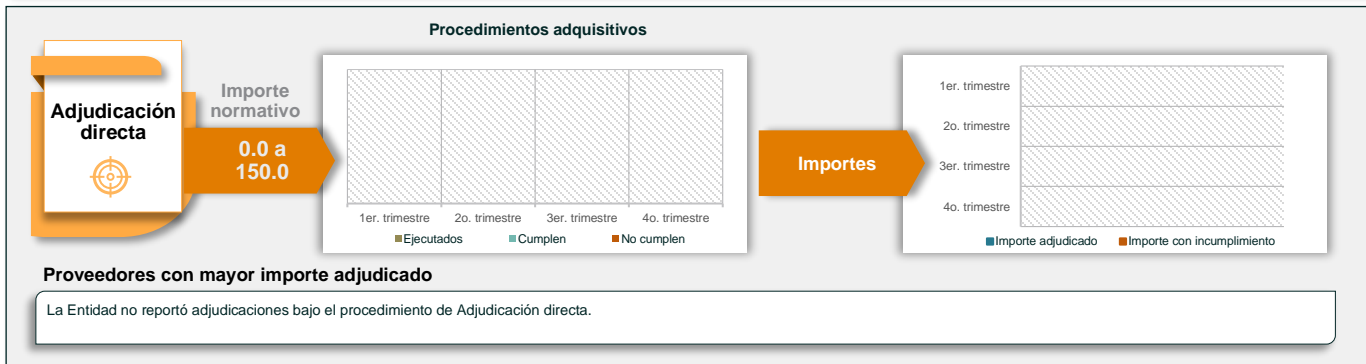 Procedimientos adquisitivos
Adjudicación
directa
Importe
normativo
0.0 a
150.0
1er. trimestre 2o. trimestre 3er. trimestre 4o. trimestre
Ejecutados Cumplen No cumplen
Importes
1er. trimestre
2o. trimestre
3er. trimestre
4o. trimestre
Importe adjudicado Importe con incumplimiento
Proveedores con mayor importe adjudicado
La Entidad no reportó adjudicaciones bajo el procedimiento de Adjudicación directa.